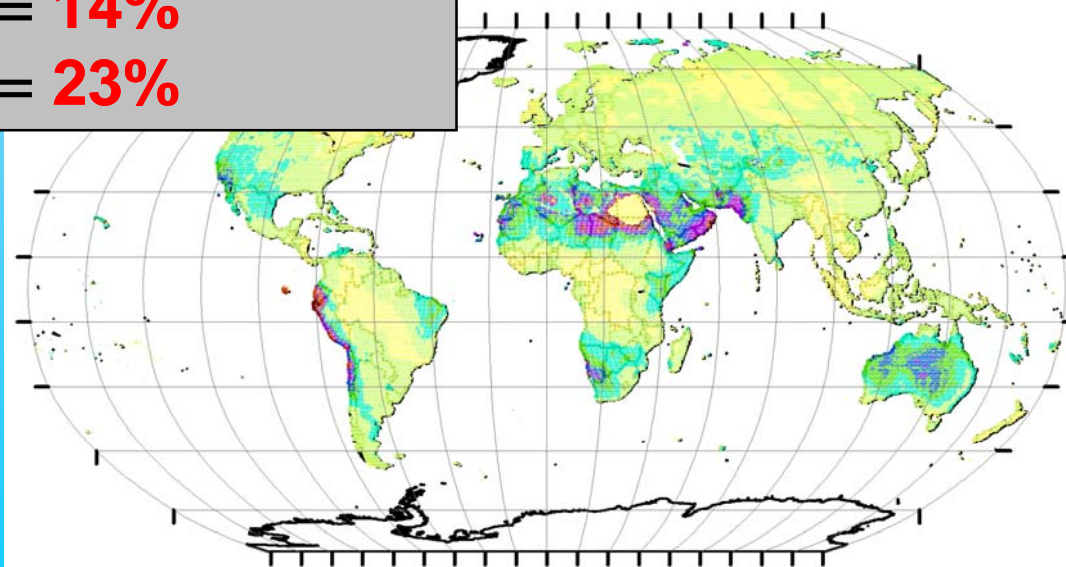 = 14%
= 23%